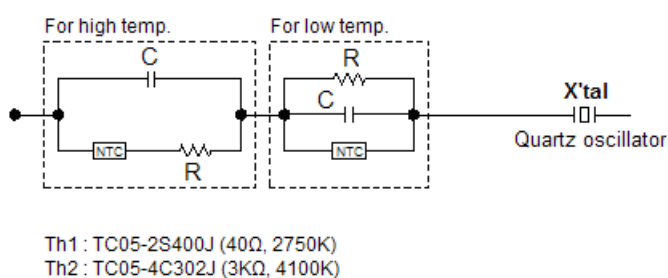 For high temp.
For low temp.
C
NTC
R
R
C
NTC
X'tal
Quartz oscillator
Th1 : TC05-2S400J (40Ω, 2750K)
Th2 : TC05-4C302J (3KΩ, 4100K)